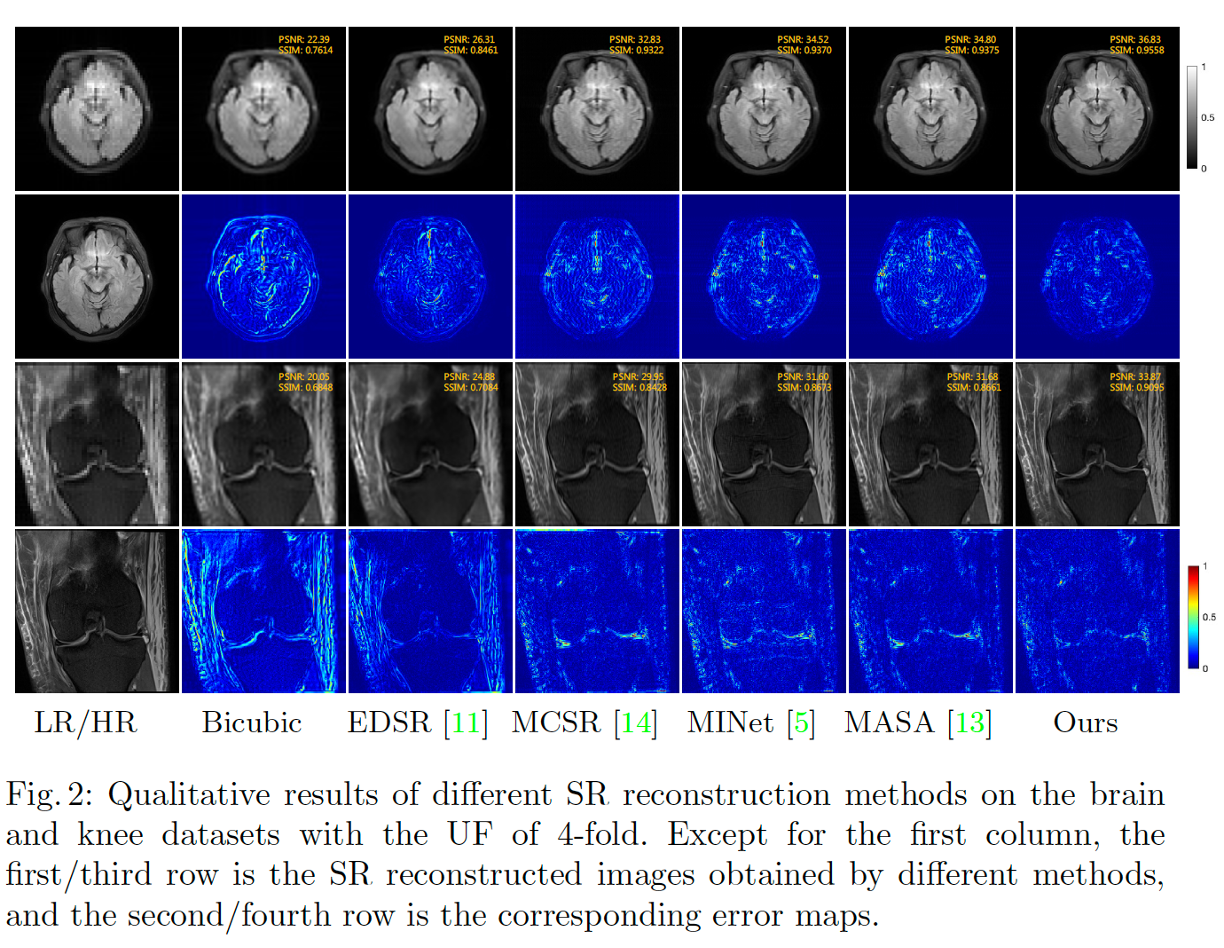 PSNR: 22.39
SSIM: 0.7614
PSNR: 26.31
SSIM: 0.8461
PSNR: 32.83
SSIM: 0.9322
PSNR: 34.52
SSIM: 0.9370
PSNR: 34.80
SSIM: 0.9375
PSNR: 36.83
SSIM: 0.9558
1
0.5
0
PSNR: 20.05
SSIM: 0.6848
PSNR: 24.88
SSIM: 0.7084
PSNR: 29.95
SSIM: 0.8428
PSNR: 31.60
SSIM: 0.8673
PSNR: 31.68
SSIM: 0.8661
PSNR: 33.87
SSIM: 0.9095
1
0.5
0
LR/HR Bicubic EDSR [11] MCSR [14] MINet [5] MASA [13] Ours
Fig. 2: Qualitative results of different SR reconstruction methods on the brain
and knee datasets with the UF of 4-fold. Except for the first column, the
first/third row is the SR reconstructed images obtained by different methods,
and the second/fourth row is the corresponding error maps.